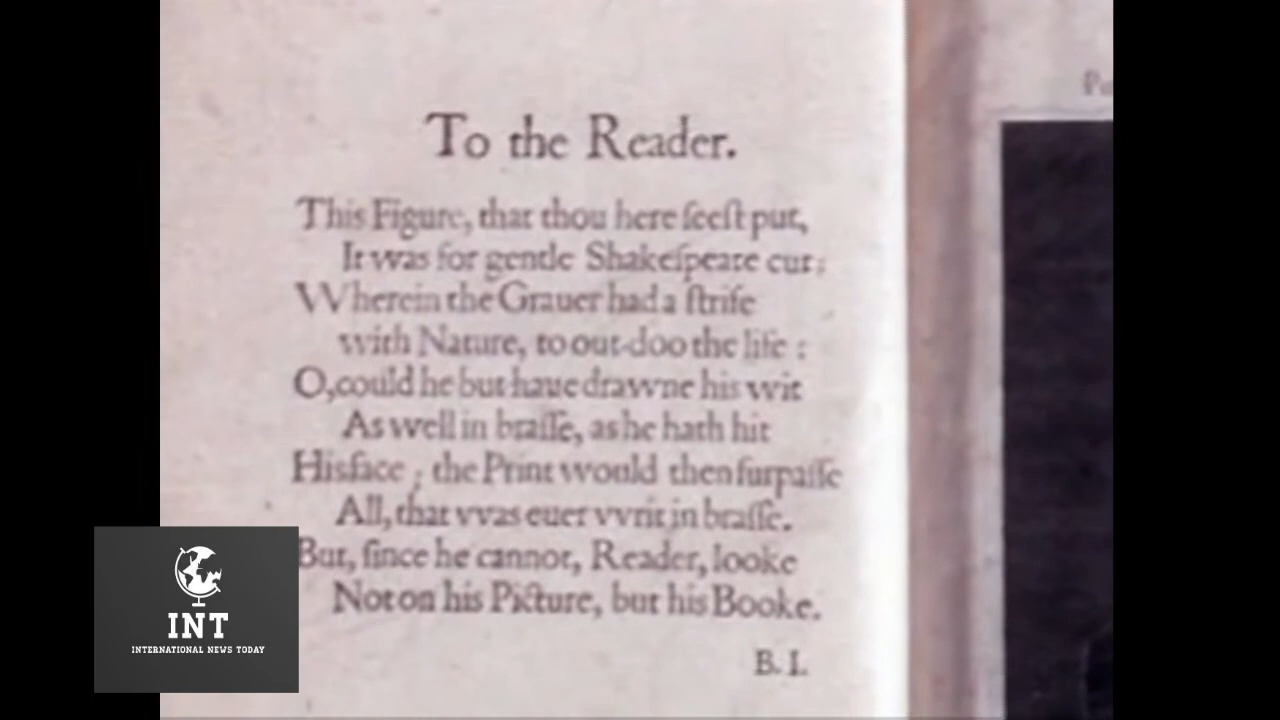 To the Reader.
This Figure, that thou here ſeeſt put,
It was for gentle Shakeſpeare cut;
Wherein the Grauer had a ſtrife
with Nature, to out-doo the life :
O, could he but haue drawne his wit
As well in braſſe, as he hath hit
His face ; the Print would then ſurpaſſe
All, that vvas euer vvrit in braſſe.
But, ſince he cannot, Reader, looke
Not on his Picture, but his Booke.
B. I.
INT
INTERNATIONAL NEWS TODAY